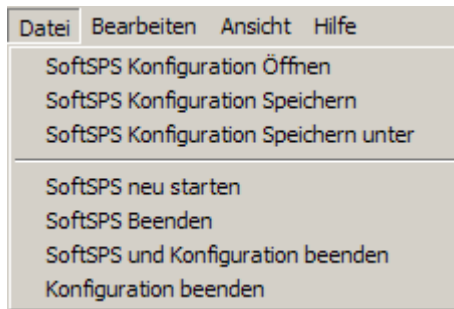 Datei Bearbeiten Ansicht Hilfe
SoftSPS Konfiguration Öffnen
SoftSPS Konfiguration Speichern
SoftSPS Konfiguration Speichern unter
SoftSPS neu starten
SoftSPS Beenden
SoftSPS und Konfiguration beenden
Konfiguration beenden